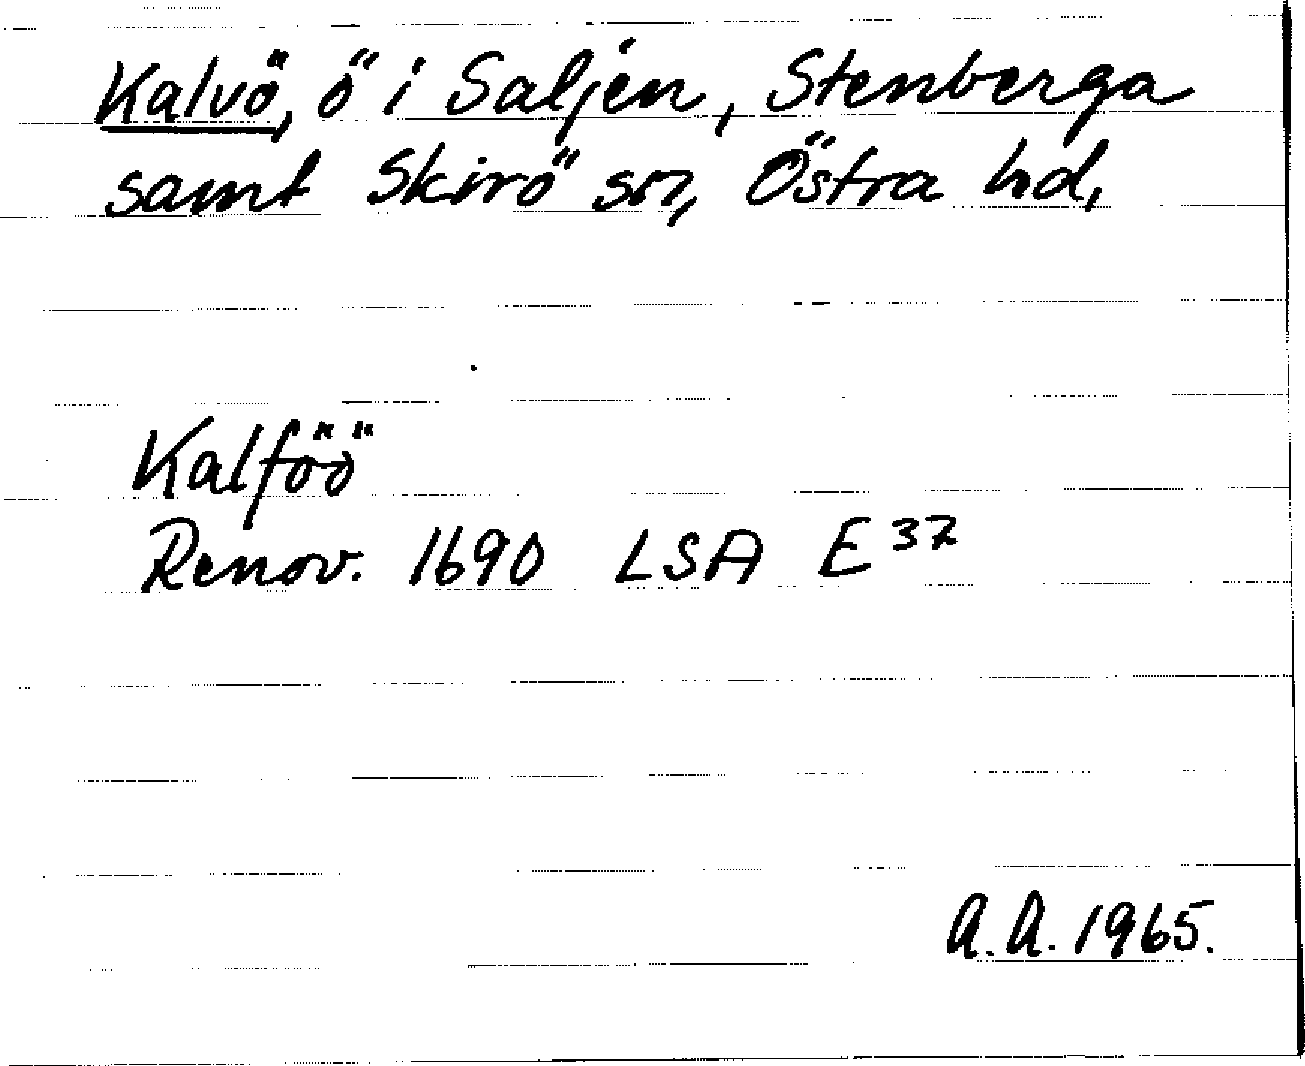 Kalvö, ö i Saljen, Stenberga
samt Skirö sn, Östra hd,
Kalföö
Renov. 1690 LSA E 37
A.A. 1965.